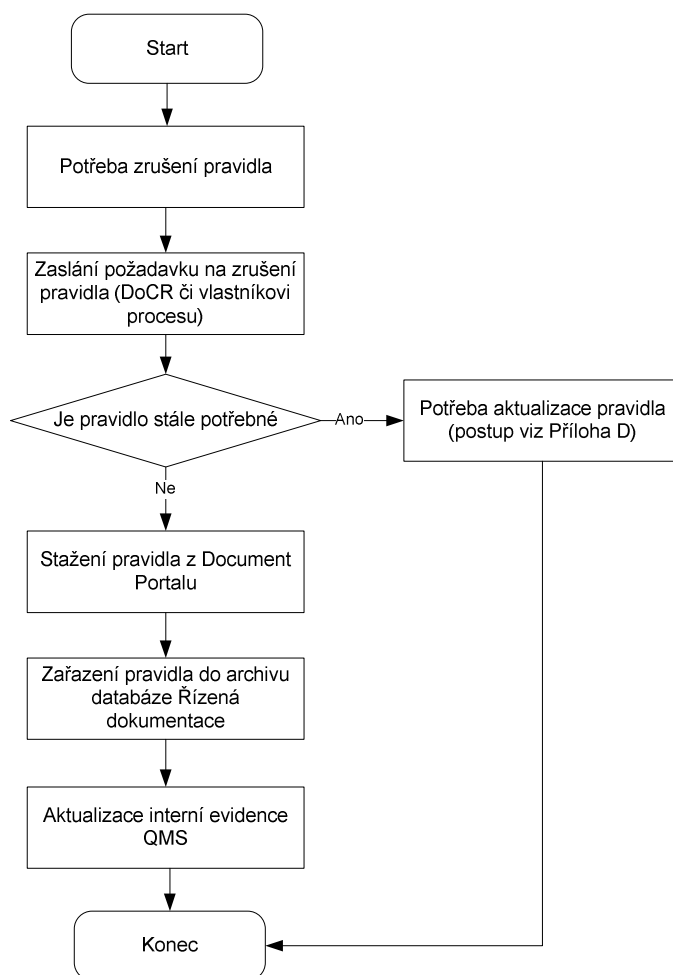 Start
Potřeba zrušení pravidla
Zaslání požadavku na zrušení
pravidla (DoCR či vlastníkovi
procesu)
Je pravidlo stále potřebné
Ano
Potřeba aktualizace pravidla
(postup viz Příloha D)
Ne
Stažení pravidla z Document
Portalu
Zařazení pravidla do archivu
databáze Řízená
dokumentace
Aktualizace interní evidence
QMS
Konec